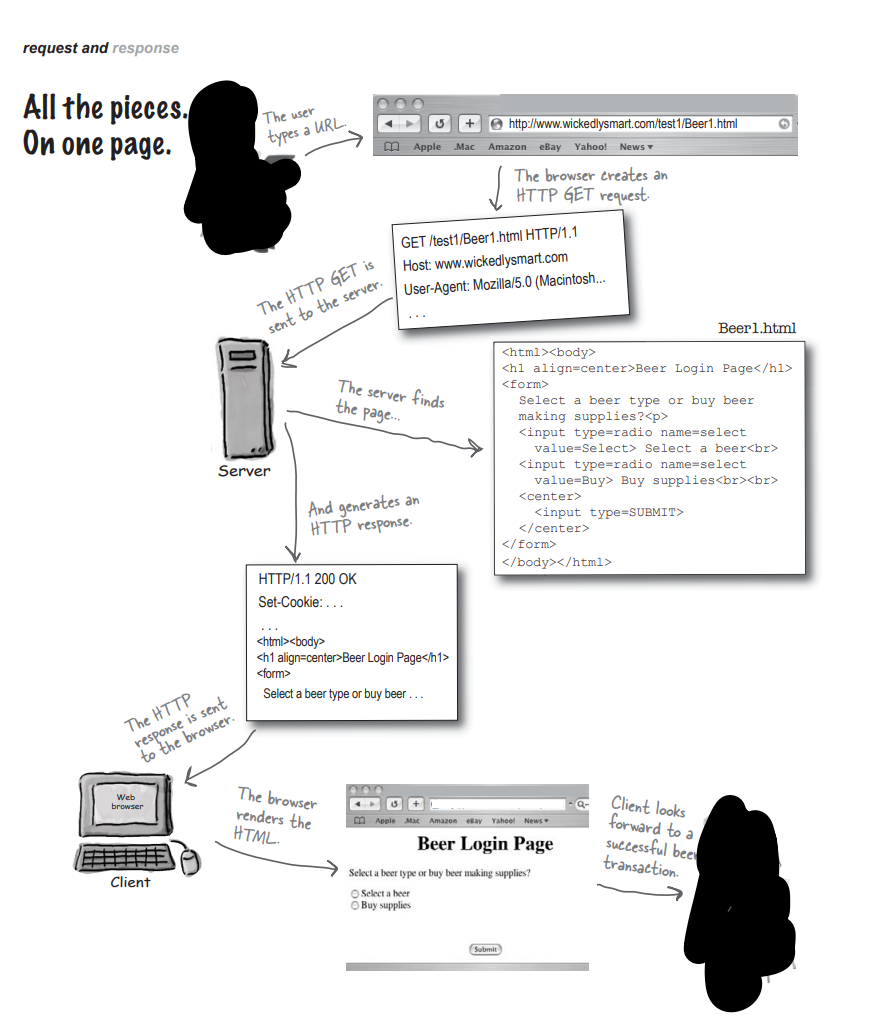 request and response
All the pieces.
On one page.
The user
types a URL.
http://www.wickedlysmart.com/test1/Beer1.html
Apple .Mac Amazon eBay Yahoo! News ▾
The browser creates an
HTTP GET request.
GET /test1/Beer1.html HTTP/1.1
Host: www.wickedlysmart.com
User-Agent: Mozilla/5.0 (Macintosh...
. . .
The HTTP GET is
sent to the server.
Server
The server finds
the page...
Beer1.html
<html><body>
<h1 align=center>Beer Login Page</h1>
<form>
Select a beer type or buy beer
making supplies?<p>
<input type=radio name=select
value=Select> Select a beer<br>
<input type=radio name=select
value=Buy> Buy supplies<br><br>
<center>
<input type=SUBMIT>
</center>
</form>
</body></html>
And generates an
HTTP response.
HTTP/1.1 200 OK
Set-Cookie: . . .
. . .
<html><body>
<h1 align=center>Beer Login Page</h1>
<form>
Select a beer type or buy beer . . .
The HTTP
response is sent
to the browser.
Web
browser
Client
The browser
renders the
HTML.
Apple .Mac Amazon eBay Yahoo! News ▾
Beer Login Page
Select a beer type or buy beer making supplies?
Select a beer
Buy supplies
Submit
Client looks
forward to a
successful beer
transaction.